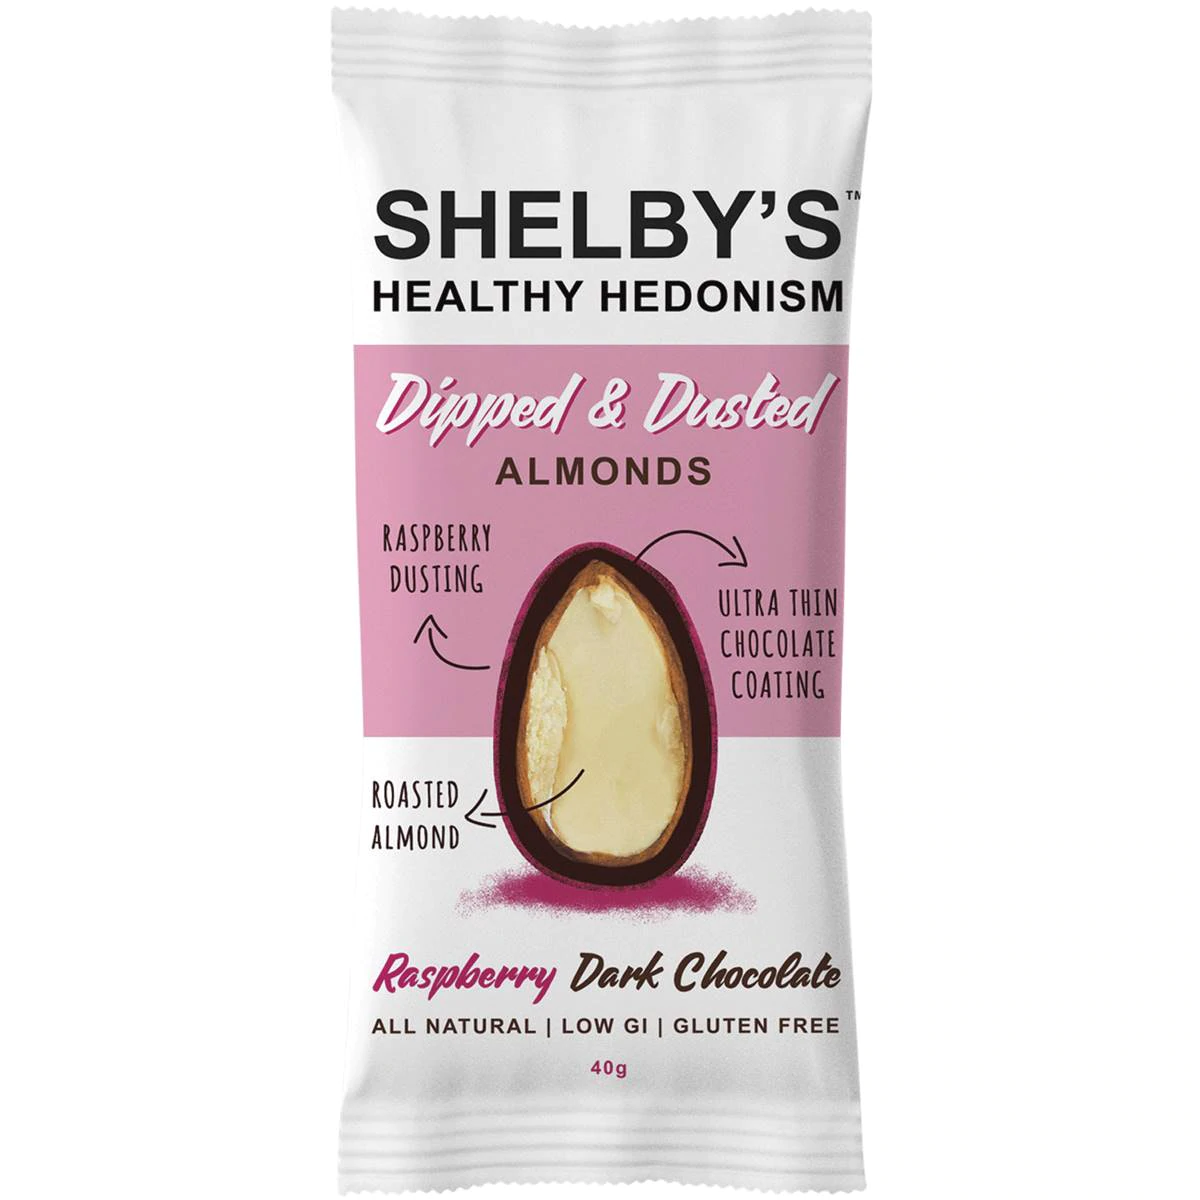 SHELBY'S™
HEALTHY HEDONISM
Dipped & Dusted
ALMONDS
RASPBERRY
DUSTING
ULTRA THIN
CHOCOLATE
COATING
ROASTED
ALMOND
Raspberry Dark Chocolate
ALL NATURAL | LOW GI | GLUTEN FREE
40g